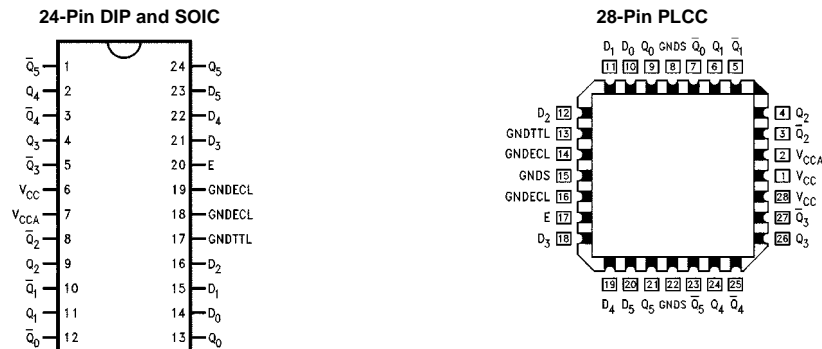 24-Pin DIP and SOIC
Q̅5 1 24 Q5
Q4 2 23 D5
Q̅4 3 22 D4
Q3 4 21 D3
Q̅3 5 20 E
VCC 6 19 GNDECL
VCCA 7 18 GNDECL
Q̅2 8 17 GNDTTL
Q2 9 16 D2
Q̅1 10 15 D1
Q1 11 14 D0
Q̅0 12 13 Q0
28-Pin PLCC
D1 D0 Q0 GNDS Q̅0 Q1 Q̅1
11 10 9 8 7 6 5
D2 12 4 Q2
GNDTTL 13 3 Q̅2
GNDECL 14 2 VCCA
GNDS 15 1 VCC
GNDECL 16 28 VCC
E 17 27 Q̅3
D3 18 26 Q3
19 20 21 22 23 24 25
D4 D5 Q5 GNDS Q̅5 Q4 Q̅4